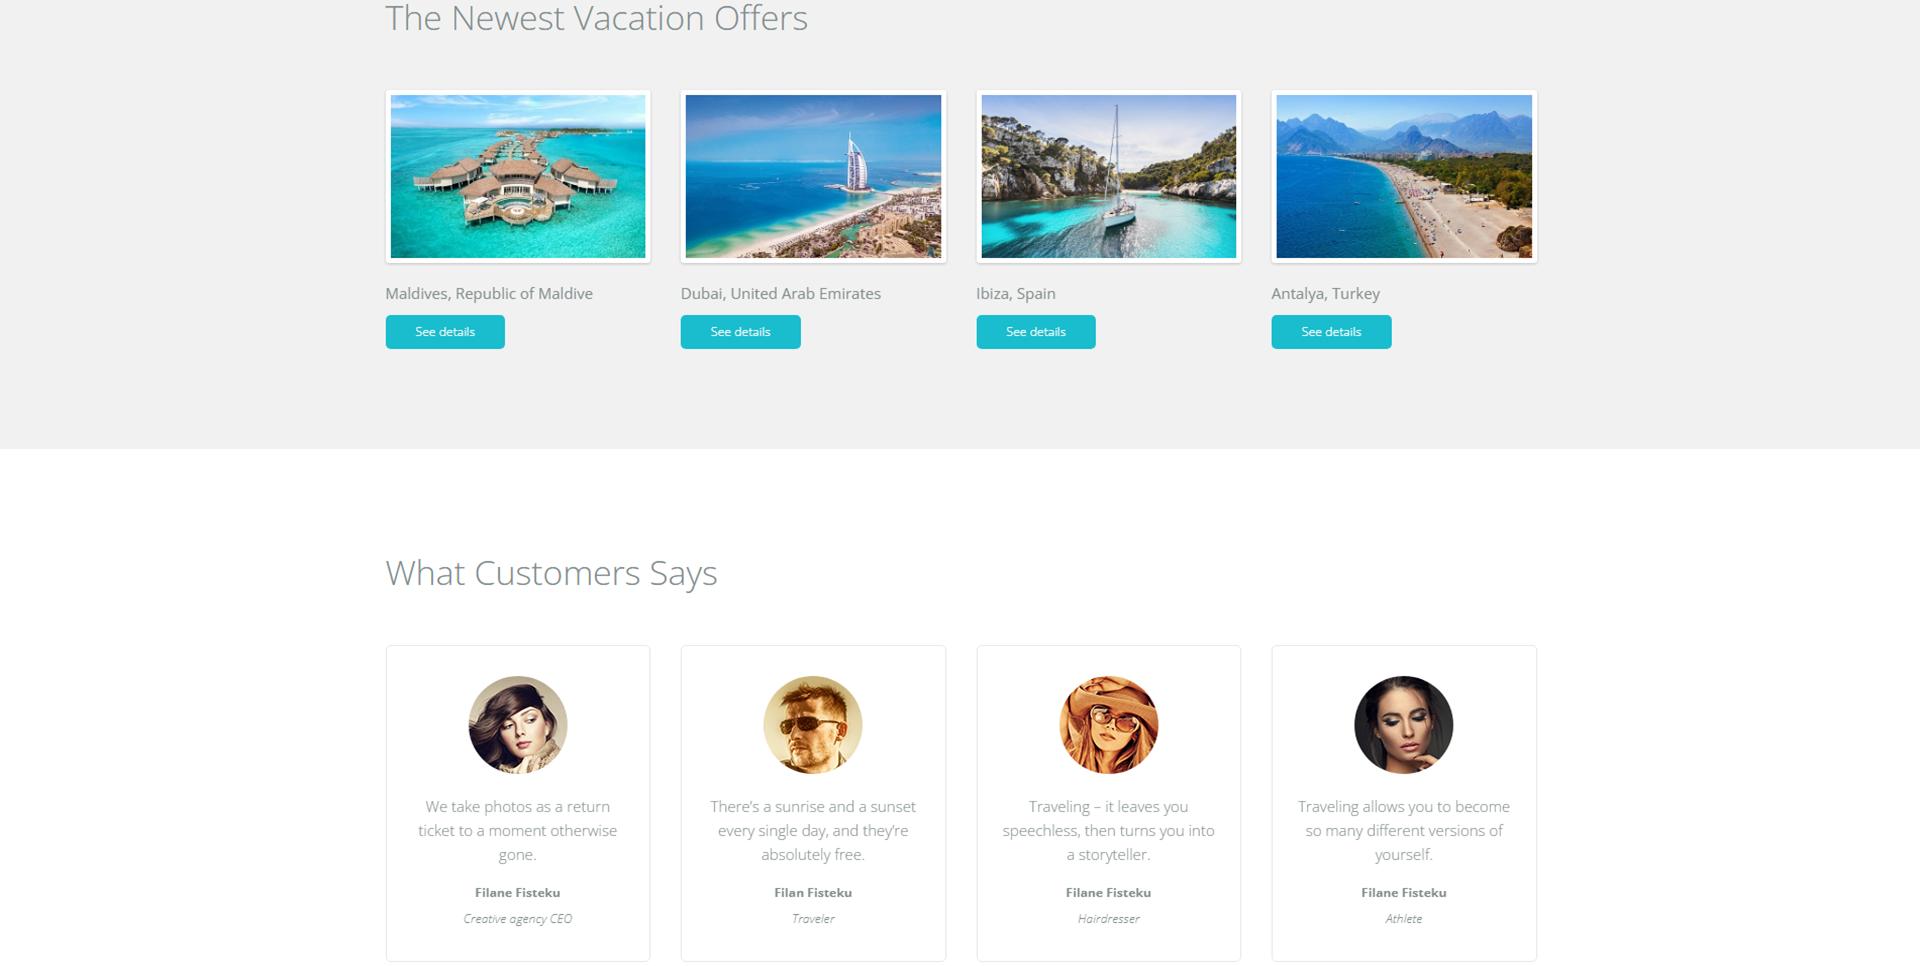 The Newest Vacation Offers
Maldives, Republic of Maldive
Dubai, United Arab Emirates
Ibiza, Spain
Antalya, Turkey
See details
See details
See details
See details
What Customers Says
We take photos as a return
ticket to a moment otherwise
gone.
Filane Fisteku
Creative agency CEO
There's a sunrise and a sunset
every single day, and they're
absolutely free.
Filan Fisteku
Traveler
Traveling – it leaves you
speechless, then turns you into
a storyteller.
Filane Fisteku
Hairdresser
Traveling allows you to become
so many different versions of
yourself.
Filane Fisteku
Athlete